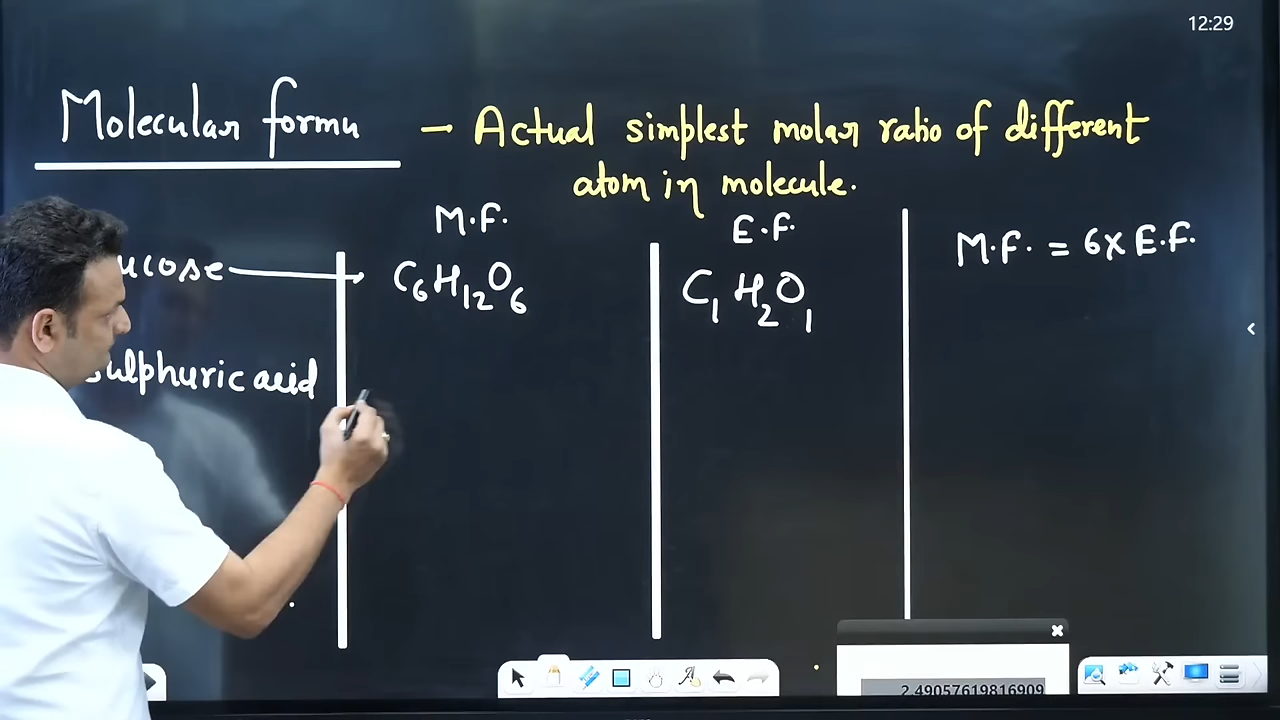 12:29
Molecular formu - Actual simplest molar ratio of different
atom in molecule.
M.F. E.F.
ucose → C6H12O6 C1H2O1 M.F. = 6X E.F.
sulphuric acid
2.49057619816909